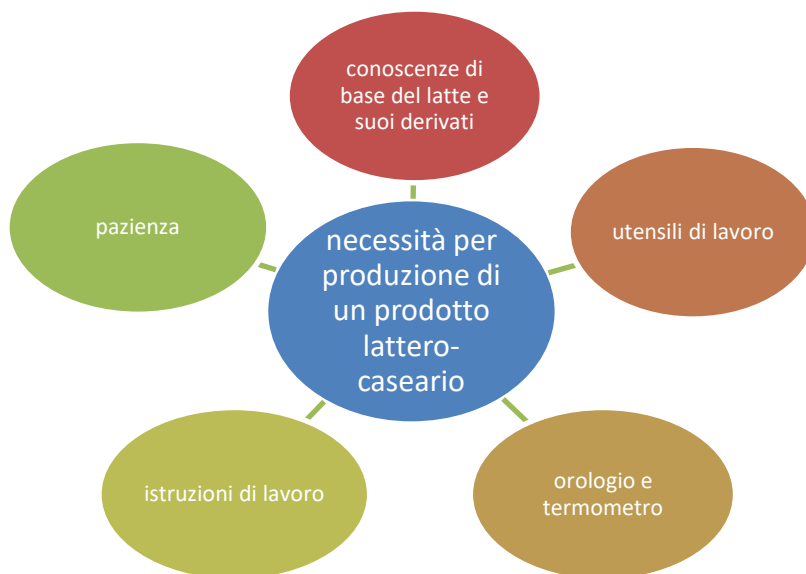 conoscenze di
base del latte e
suoi derivati
pazienza
utensili di lavoro
necessità per
produzione di
un prodotto
lattero-
caseario
istruzioni di lavoro
orologio e
termometro